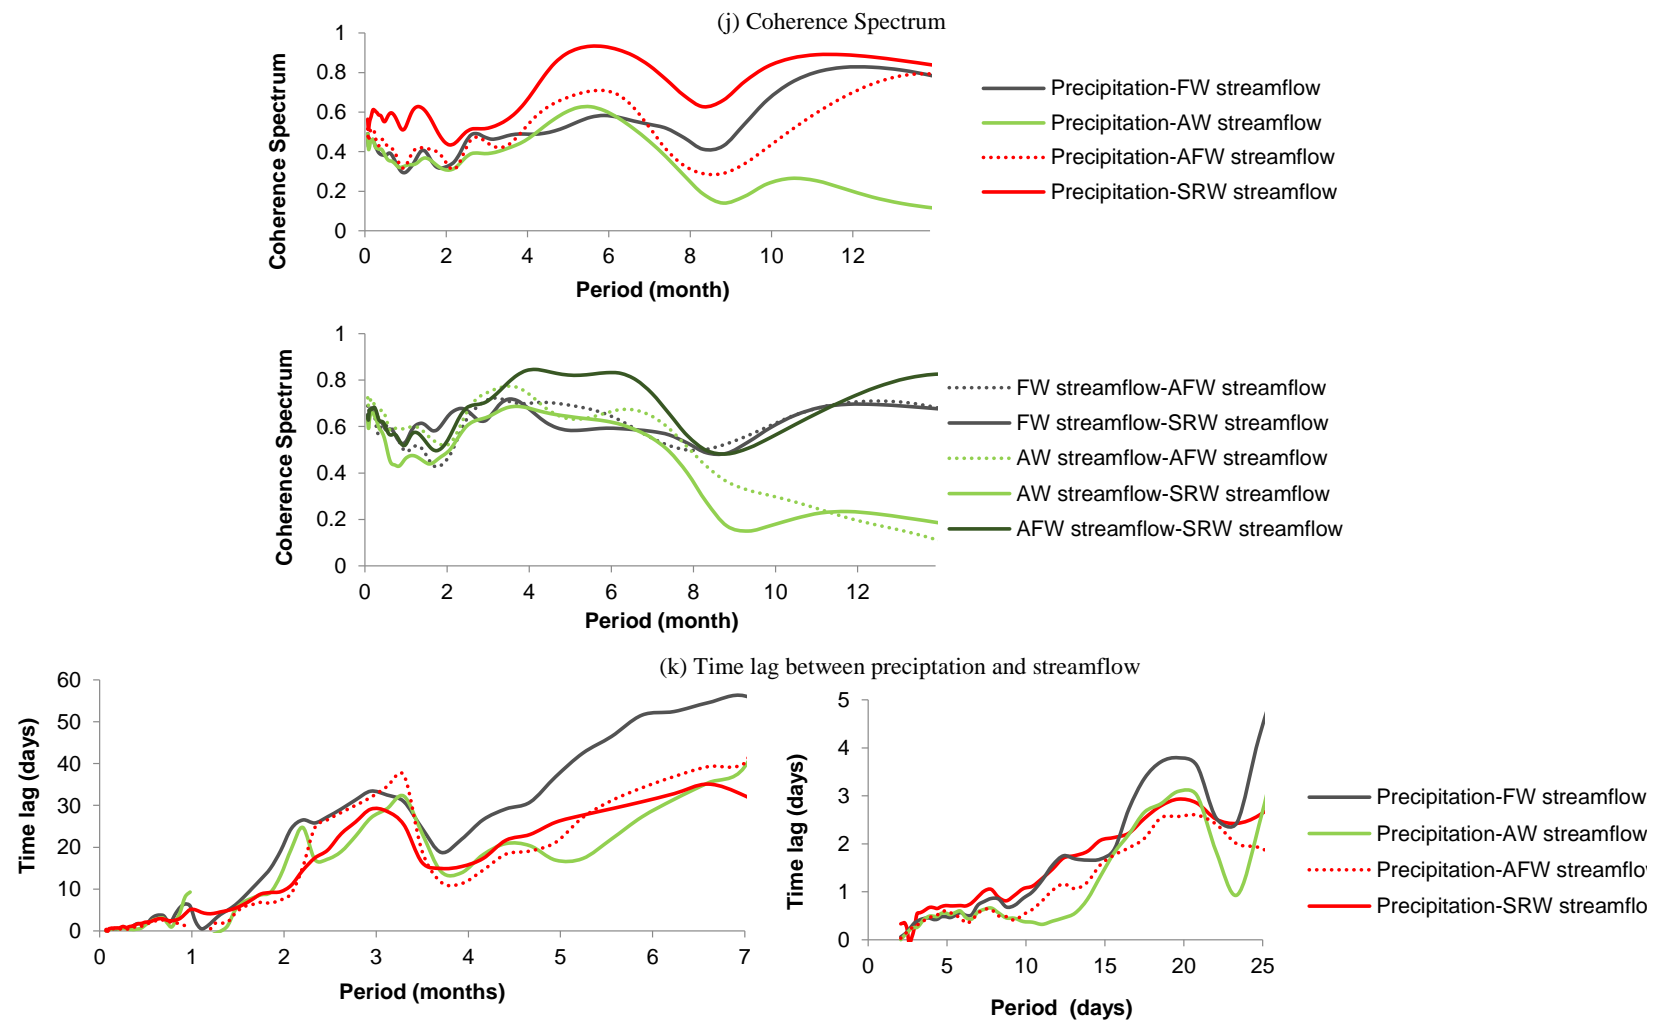 (j) Coherence Spectrum
Coherence Spectrum
1
0.8
0.6
0.4
0.2
0
0 2 4 6 8 10 12
Period (month)
Precipitation-FW streamflow
Precipitation-AW streamflow
Precipitation-AFW streamflow
Precipitation-SRW streamflow
Coherence Spectrum
1
0.8
0.6
0.4
0.2
0
0 2 4 6 8 10 12
Period (month)
FW streamflow-AFW streamflow
FW streamflow-SRW streamflow
AW streamflow-AFW streamflow
AW streamflow-SRW streamflow
AFW streamflow-SRW streamflow
(k) Time lag between preciptation and streamflow
Time lag (days)
60
50
40
30
20
10
0
0 1 2 3 4 5 6 7
Period (months)
Time lag (days)
5
4
3
2
1
0
0 5 10 15 20 25
Period (days)
Precipitation-FW streamflow
Precipitation-AW streamflow
Precipitation-AFW streamflov
Precipitation-SRW streamflo